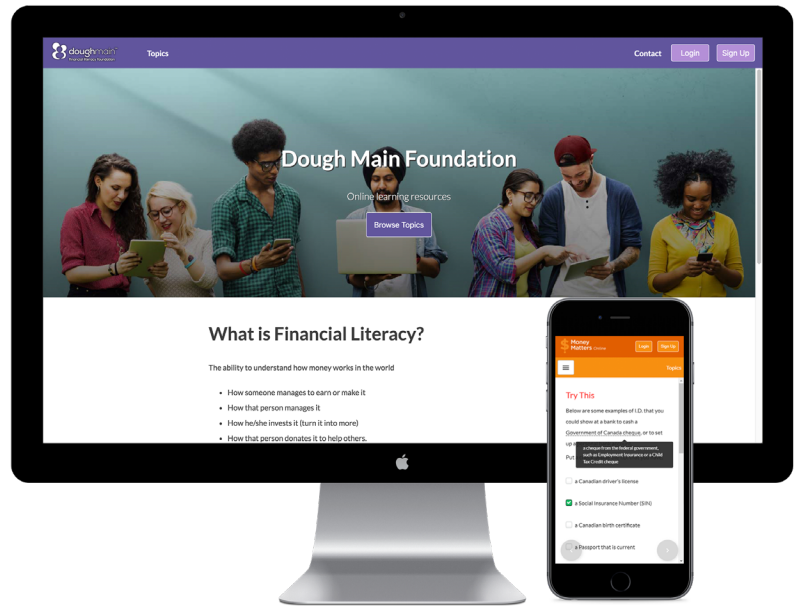 doughmain
financial literacy foundation
Topics
Contact
Login
Sign Up
Dough Main Foundation
Online learning resources
Browse Topics
What is Financial Literacy?
The ability to understand how money works in the world
• How someone manages to earn or make it
• How that person manages it
• How he/she invests it (turn it into more)
• How that person donates it to help others.
Money
Matters Online
Login
Sign Up
Topics
Try This
Below are some examples of I.D. that you
could show at a bank to cash a
Government of Canada cheque, or to set
up a
a cheque from the federal government,
such as Employment Insurance or a Child
Tax Credit cheque
Put
a Canadian driver's license
a Social Insurance Number (SIN)
a Canadian birth certificate
a Passport that is current